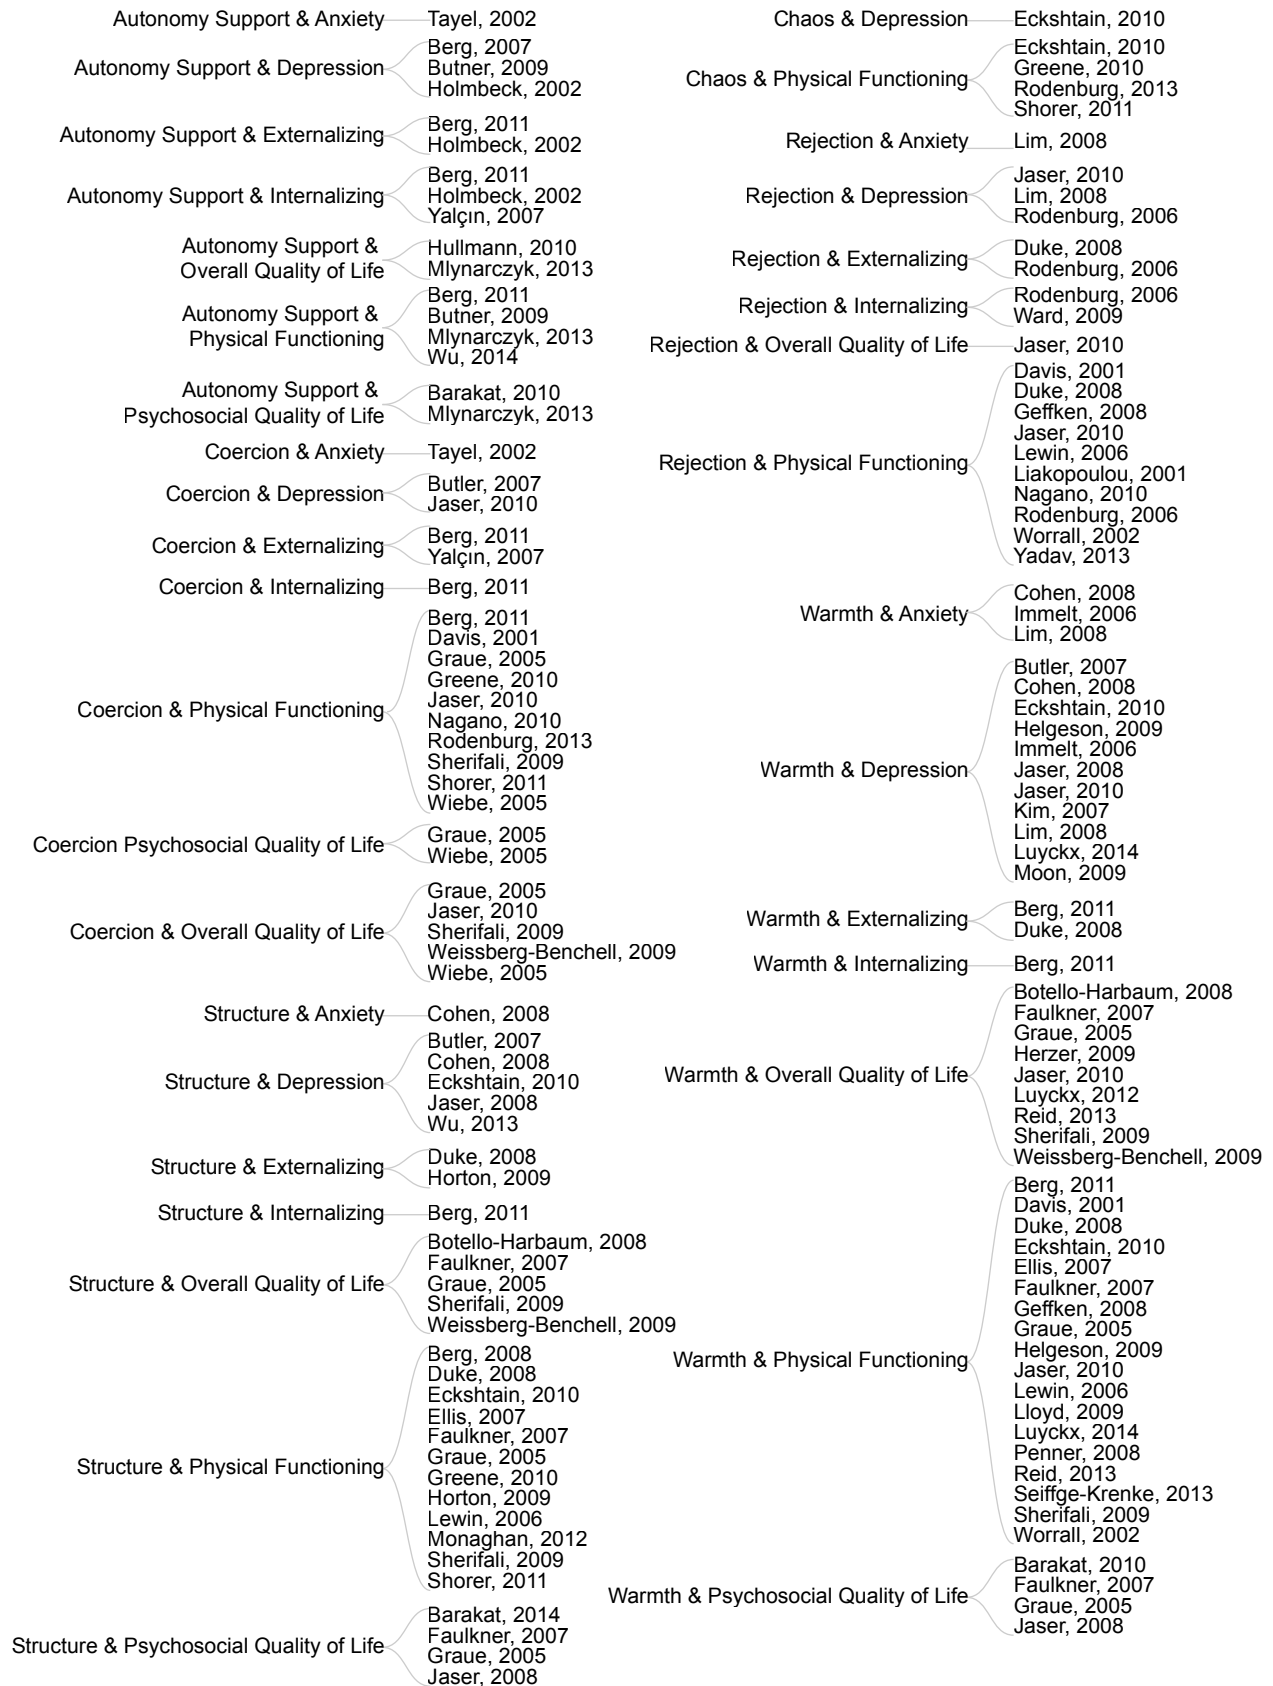 Autonomy Support & Anxiety
Tayel, 2002
Autonomy Support & Depression
Berg, 2007
Butner, 2009
Holmbeck, 2002
Autonomy Support & Externalizing
Berg, 2011
Holmbeck, 2002
Autonomy Support & Internalizing
Berg, 2011
Holmbeck, 2002
Yalçın, 2007
Autonomy Support &
Overall Quality of Life
Hullmann, 2010
Mlynarczyk, 2013
Autonomy Support &
Physical Functioning
Berg, 2011
Butner, 2009
Mlynarczyk, 2013
Wu, 2014
Autonomy Support &
Psychosocial Quality of Life
Barakat, 2010
Mlynarczyk, 2013
Coercion & Anxiety
Tayel, 2002
Coercion & Depression
Butler, 2007
Jaser, 2010
Coercion & Externalizing
Berg, 2011
Yalçın, 2007
Coercion & Internalizing
Berg, 2011
Coercion & Physical Functioning
Berg, 2011
Davis, 2001
Graue, 2005
Greene, 2010
Jaser, 2010
Nagano, 2010
Rodenburg, 2013
Sherifali, 2009
Shorer, 2011
Wiebe, 2005
Coercion Psychosocial Quality of Life
Graue, 2005
Wiebe, 2005
Coercion & Overall Quality of Life
Graue, 2005
Jaser, 2010
Sherifali, 2009
Weissberg-Benchell, 2009
Wiebe, 2005
Structure & Anxiety
Cohen, 2008
Structure & Depression
Butler, 2007
Cohen, 2008
Eckshtain, 2010
Jaser, 2008
Wu, 2013
Structure & Externalizing
Duke, 2008
Horton, 2009
Structure & Internalizing
Berg, 2011
Structure & Overall Quality of Life
Botello-Harbaum, 2008
Faulkner, 2007
Graue, 2005
Sherifali, 2009
Weissberg-Benchell, 2009
Structure & Physical Functioning
Berg, 2008
Duke, 2008
Eckshtain, 2010
Ellis, 2007
Faulkner, 2007
Graue, 2005
Greene, 2010
Horton, 2009
Lewin, 2006
Monaghan, 2012
Sherifali, 2009
Shorer, 2011
Structure & Psychosocial Quality of Life
Barakat, 2014
Faulkner, 2007
Graue, 2005
Jaser, 2008
Chaos & Depression
Eckshtain, 2010
Chaos & Physical Functioning
Eckshtain, 2010
Greene, 2010
Rodenburg, 2013
Shorer, 2011
Rejection & Anxiety
Lim, 2008
Rejection & Depression
Jaser, 2010
Lim, 2008
Rodenburg, 2006
Rejection & Externalizing
Duke, 2008
Rodenburg, 2006
Rejection & Internalizing
Rodenburg, 2006
Ward, 2009
Rejection & Overall Quality of Life
Jaser, 2010
Rejection & Physical Functioning
Davis, 2001
Duke, 2008
Geffken, 2008
Jaser, 2010
Lewin, 2006
Liakopoulou, 2001
Nagano, 2010
Rodenburg, 2006
Worrall, 2002
Yadav, 2013
Warmth & Anxiety
Cohen, 2008
Immelt, 2006
Lim, 2008
Warmth & Depression
Butler, 2007
Cohen, 2008
Eckshtain, 2010
Helgeson, 2009
Immelt, 2006
Jaser, 2008
Jaser, 2010
Kim, 2007
Lim, 2008
Luyckx, 2014
Moon, 2009
Warmth & Externalizing
Berg, 2011
Duke, 2008
Warmth & Internalizing
Berg, 2011
Warmth & Overall Quality of Life
Botello-Harbaum, 2008
Faulkner, 2007
Graue, 2005
Herzer, 2009
Jaser, 2010
Luyckx, 2012
Reid, 2013
Sherifali, 2009
Weissberg-Benchell, 2009
Warmth & Physical Functioning
Berg, 2011
Davis, 2001
Duke, 2008
Eckshtain, 2010
Ellis, 2007
Faulkner, 2007
Geffken, 2008
Graue, 2005
Helgeson, 2009
Jaser, 2010
Lewin, 2006
Lloyd, 2009
Luyckx, 2014
Penner, 2008
Reid, 2013
Seiffge-Krenke, 2013
Sherifali, 2009
Worrall, 2002
Warmth & Psychosocial Quality of Life
Barakat, 2010
Faulkner, 2007
Graue, 2005
Jaser, 2008